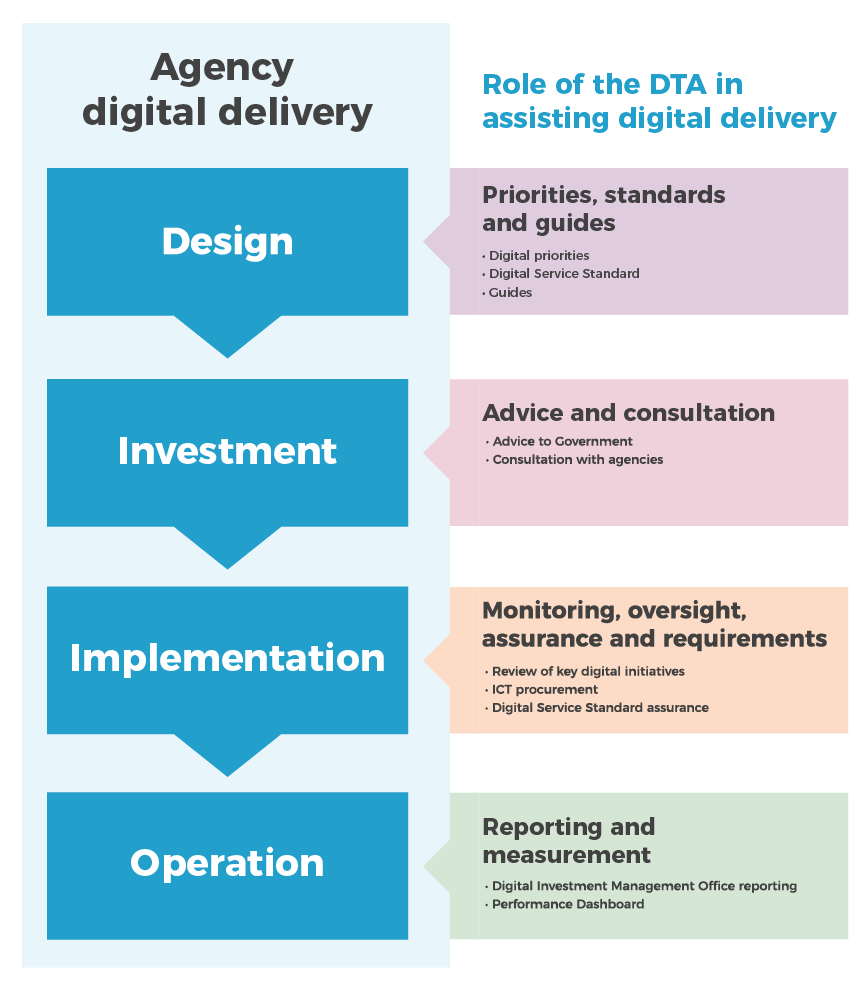 Agency
digital delivery
Role of the DTA in
assisting digital delivery
Design
Priorities, standards
and guides
· Digital priorities
· Digital Service Standard
· Guides
Investment
Advice and consultation
· Advice to Government
· Consultation with agencies
Implementation
Monitoring, oversight,
assurance and requirements
· Review of key digital initiatives
· ICT procurement
· Digital Service Standard assurance
Operation
Reporting and
measurement
· Digital Investment Management Office reporting
· Performance Dashboard